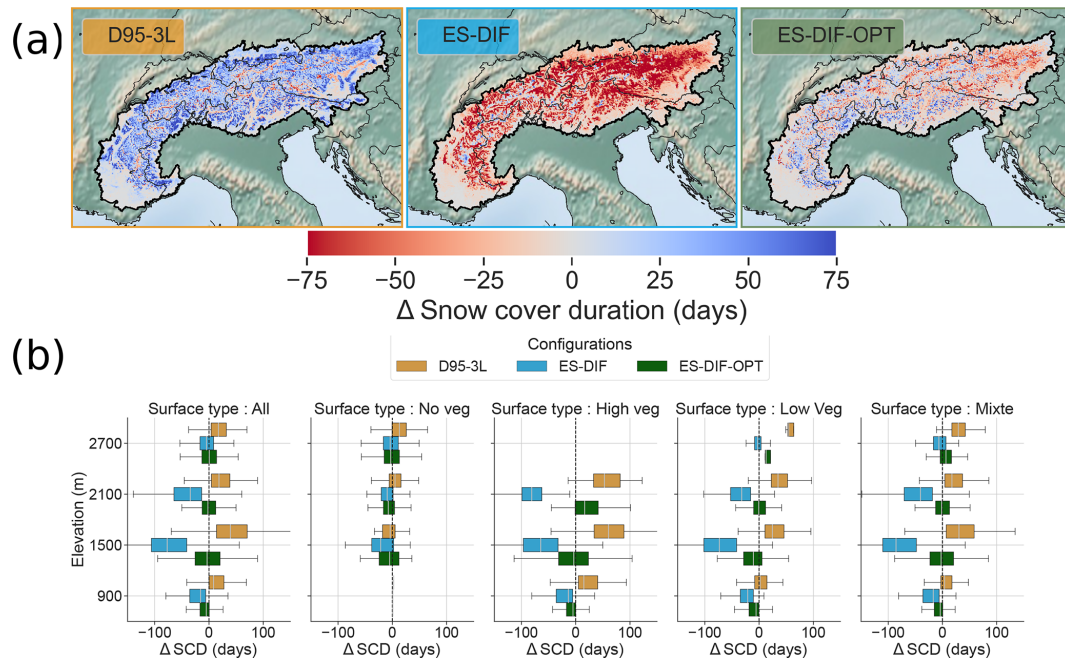 (a)
D95-3L
ES-DIF
ES-DIF-OPT
−75 −50 −25 0 25 50 75
Δ Snow cover duration (days)
(b)
Configurations
D95-3L ES-DIF ES-DIF-OPT
Surface type : All
Surface type : No veg
Surface type : High veg
Surface type : Low Veg
Surface type : Mixte
Elevation (m)
2700
2100
1500
900
−100 0 100
−100 0 100
−100 0 100
−100 0 100
−100 0 100
Δ SCD (days)
Δ SCD (days)
Δ SCD (days)
Δ SCD (days)
Δ SCD (days)